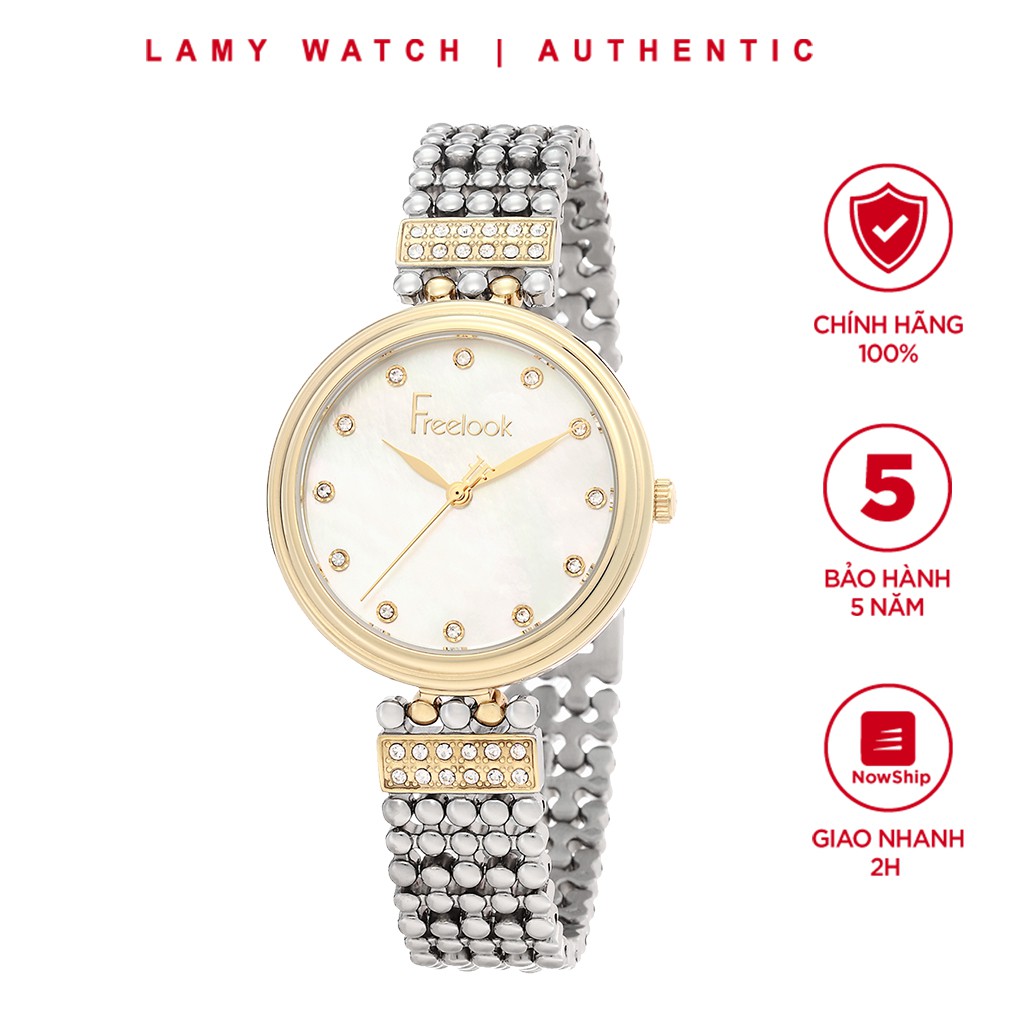 LAMY WATCH | AUTHENTIC
Freelook
CHÍNH HÃNG
100%
5
BẢO HÀNH
5 NĂM
NowShip
GIAO NHANH
2H